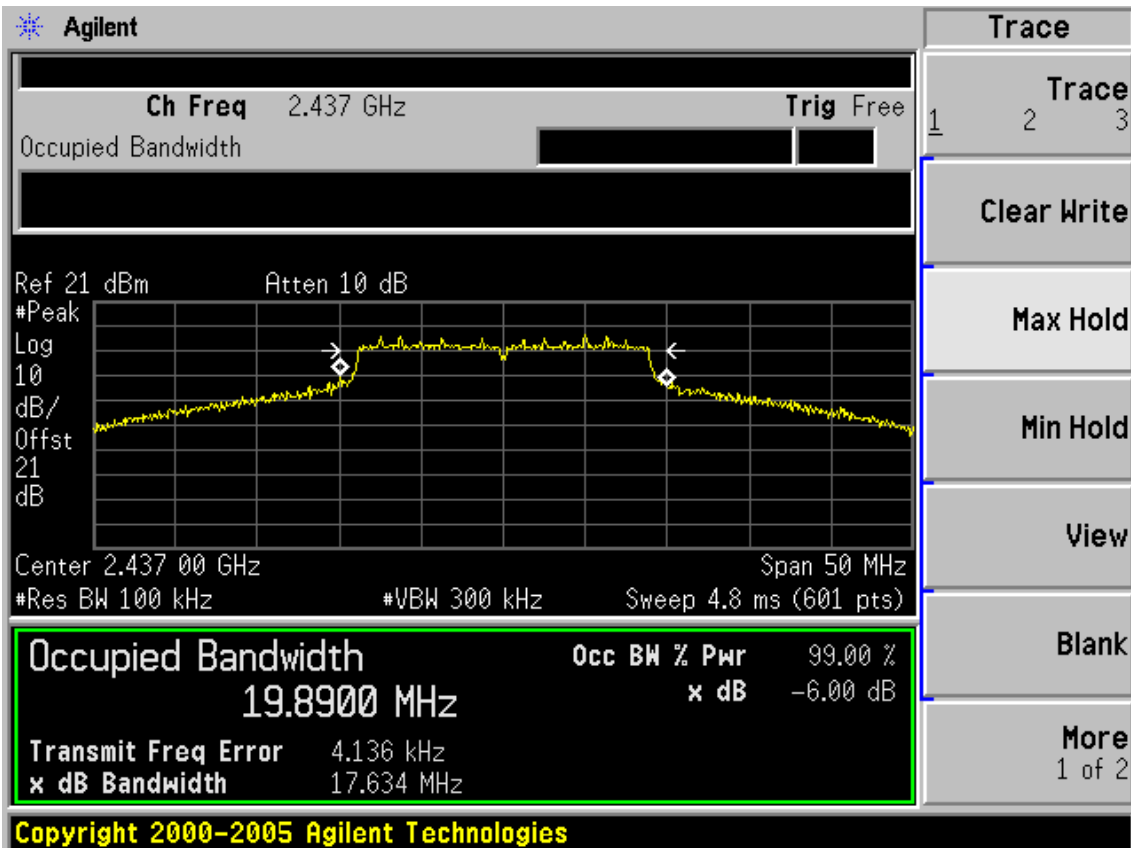 Agilent
Trace
Ch Freq 2.437 GHz Trig Free
Occupied Bandwidth
Trace
1 2 3
Clear Write
Max Hold
Min Hold
View
Blank
More
1 of 2
Ref 21 dBm Atten 10 dB
#Peak
Log
10
dB/
Offst
21
dB
Center 2.437 00 GHz Span 50 MHz
#Res BW 100 kHz #VBW 300 kHz Sweep 4.8 ms (601 pts)
Occupied Bandwidth Occ BW % Pwr 99.00 %
19.8900 MHz x dB -6.00 dB
Transmit Freq Error 4.136 kHz
x dB Bandwidth 17.634 MHz
Copyright 2000-2005 Agilent Technologies